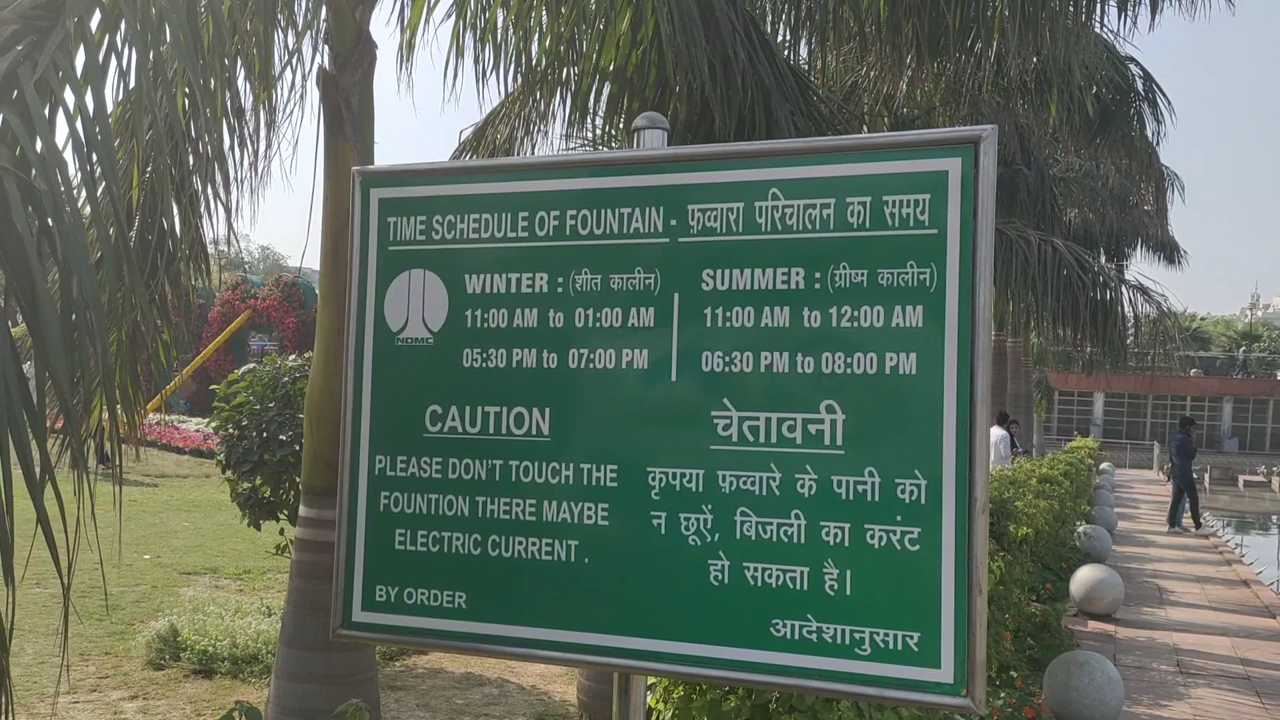 TIME SCHEDULE OF FOUNTAIN - फ़व्वारा परिचालन का समय
WINTER : (शीत कालीन)
11:00 AM to 01:00 AM
05:30 PM to 07:00 PM
SUMMER : (ग्रीष्म कालीन)
11:00 AM to 12:00 AM
06:30 PM to 08:00 PM
NDMC
CAUTION
PLEASE DON'T TOUCH THE
FOUNTION THERE MAYBE
ELECTRIC CURRENT .
BY ORDER
चेतावनी
कृपया फ़व्वारे के पानी को
न छूऐं, बिजली का करंट
हो सकता है।
आदेशानुसार